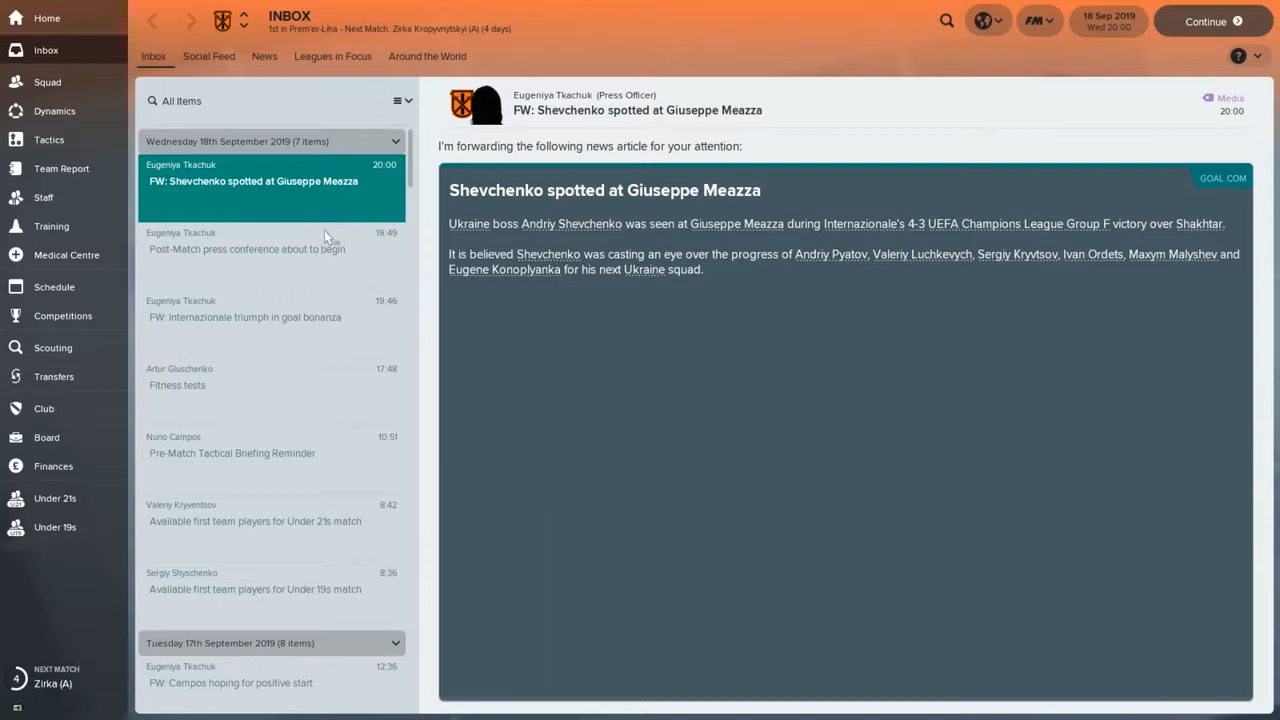 Home
Inbox
Squad
Dynamics
Tactics
Team Report
Staff
Training
Medical Centre
Schedule
Competitions
Scouting
Transfers
Club
Board
Finances
U21
Under 21s
U19
Under 19s
4
NEXT MATCH
Zirka (A)
INBOX
1st in Prem'er-Liha - Next Match: Zirka Kropyvnytskyi (A) (4 days)
FM
18 Sep 2019
Wed 20:00
Continue
Inbox Social Feed News Leagues in Focus Around the World
?
All Items
Wednesday 18th September 2019 (7 items)
Eugeniya Tkachuk 20:00
FW: Shevchenko spotted at Giuseppe Meazza
Eugeniya Tkachuk 19:49
Post-Match press conference about to begin
Eugeniya Tkachuk 19:46
FW: Internazionale triumph in goal bonanza
Artur Gluschenko 17:48
Fitness tests
Nuno Campos 10:51
Pre-Match Tactical Briefing Reminder
Valeriy Kryventsov 8:42
Available first team players for Under 21s match
Sergiy Shyschenko 8:36
Available first team players for Under 19s match
Tuesday 17th September 2019 (8 items)
Eugeniya Tkachuk 12:36
FW: Campos hoping for positive start
Eugeniya Tkachuk (Press Officer)
FW: Shevchenko spotted at Giuseppe Meazza
Media
20:00
I'm forwarding the following news article for your attention:
GOAL.COM
Shevchenko spotted at Giuseppe Meazza
Ukraine boss Andriy Shevchenko was seen at Giuseppe Meazza during Internazionale's 4-3 UEFA Champions League Group F victory over Shakhtar.
It is believed Shevchenko was casting an eye over the progress of Andriy Pyatov, Valeriy Luchkevych, Sergiy Kryvtsov, Ivan Ordets, Maxym Malyshev and
Eugene Konoplyanka for his next Ukraine squad.